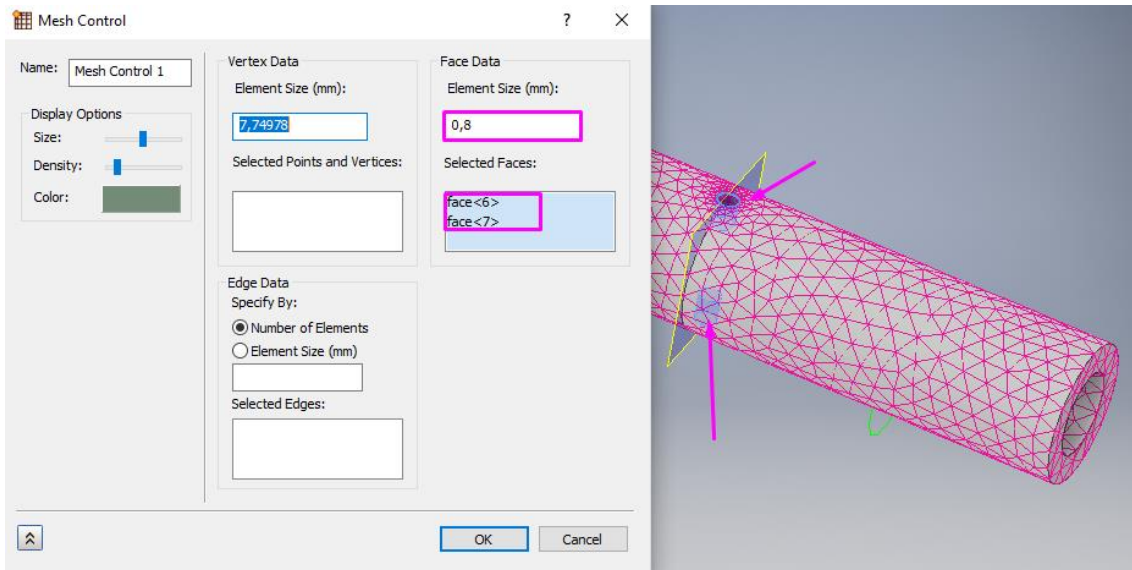 Mesh Control
?
Name:
Mesh Control 1
Display Options
Size:
Density:
Color:
Vertex Data
Element Size (mm):
7,74978
Selected Points and Vertices:
Face Data
Element Size (mm):
0,8
Selected Faces:
face<6>
face<7>
Edge Data
Specify By:
Number of Elements
Element Size (mm)
Selected Edges:
OK
Cancel